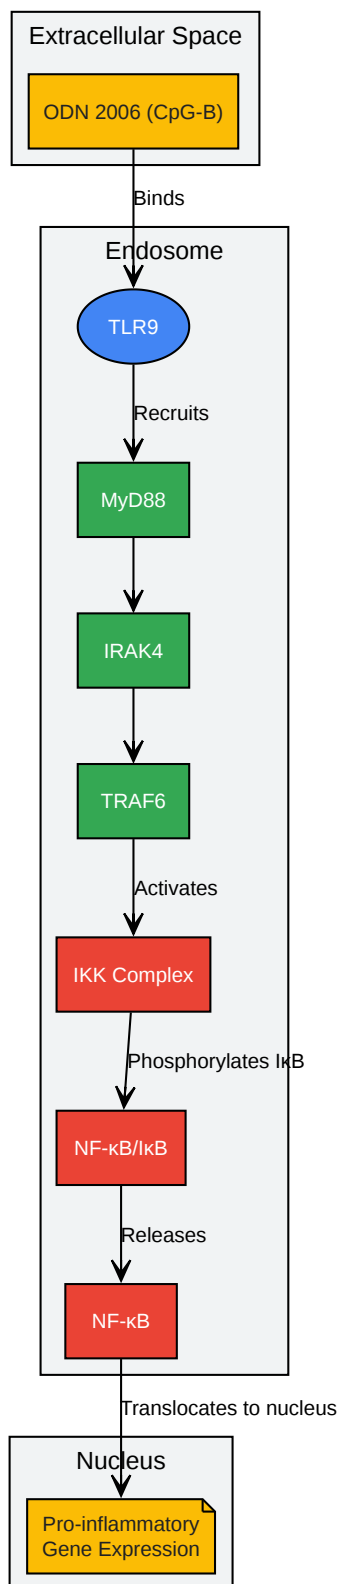 Extracellular Space
ODN 2006 (CpG-B)
Binds
Endosome
TLR9
Recruits
MyD88
IRAK4
TRAF6
Activates
IKK Complex
Phosphorylates IκB
NF-κB/IκB
Releases
NF-κB
Translocates to nucleus
Nucleus
Pro-inflammatory
Gene Expression